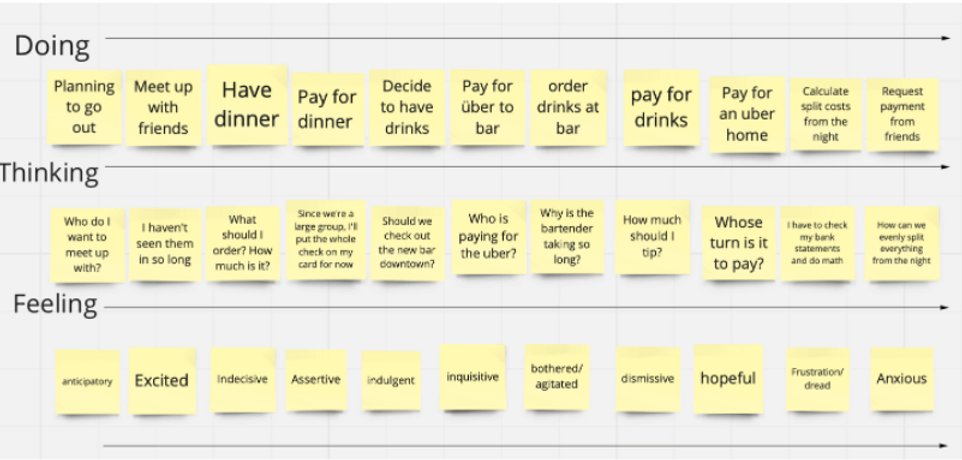 Doing
Planning
to go
out
Meet up
with
friends
Have
dinner
Pay for
dinner
Decide
to have
drinks
Pay for
über to
bar
order
drinks at
bar
pay for
drinks
Pay for
an uber
home
Calculate
split costs
from the
night
Request
payment
from
friends
Thinking
Who do I
want to
meet up
with?
I haven't
seen them
in so long
What
should I
order? How
much is it?
Since we're a
large group, I'll
put the whole
check on my
card for now
Should we
check out
the new bar
downtown?
Who is
paying for
the uber?
Why is the
bartender
taking so
long?
How much
should I
tip?
Whose
turn is it
to pay?
I have to check
my bank
statements
and do math
How can we
evenly split
everything
from the night
Feeling
anticipatory
Excited
Indecisive
Assertive
indulgent
inquisitive
bothered/
agitated
dismissive
hopeful
Frustration/
dread
Anxious